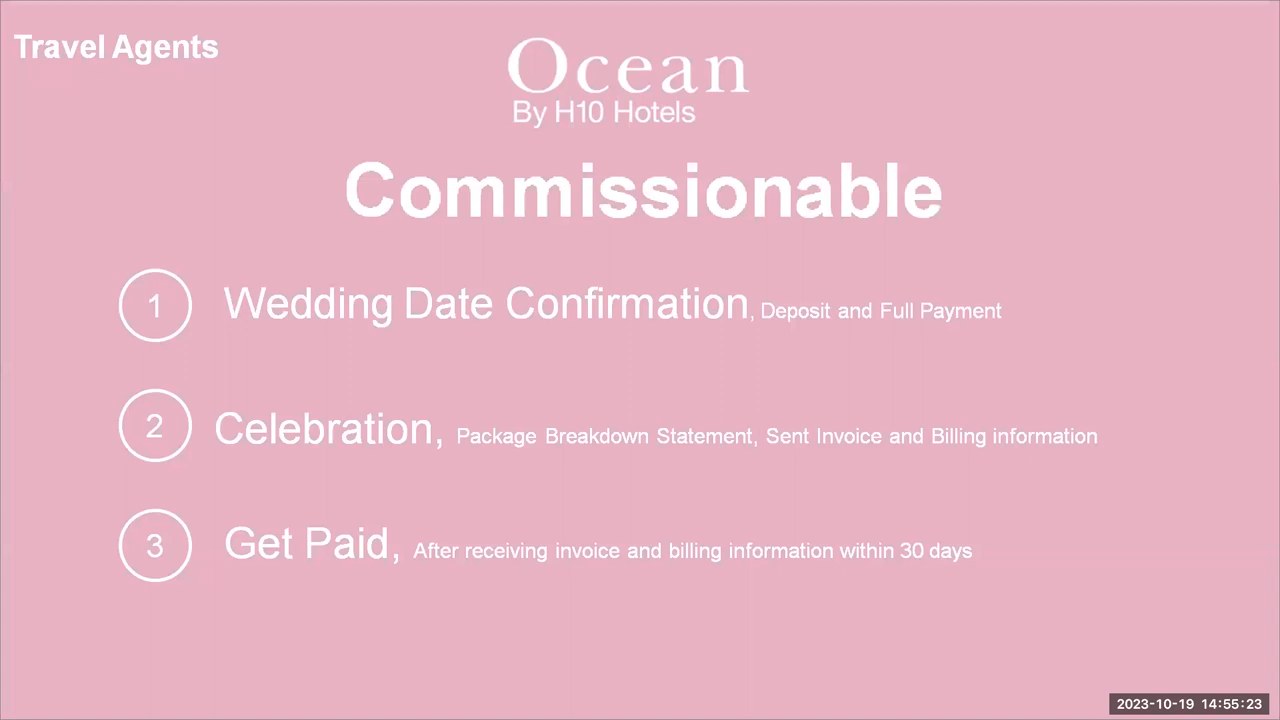 Travel Agents
Ocean
By H10 Hotels
Commissionable
1 Wedding Date Confirmation, Deposit and Full Payment
2 Celebration, Package Breakdown Statement, Sent Invoice and Billing information
3 Get Paid, After receiving invoice and billing information within 30 days
2023-10-19 14:55:23